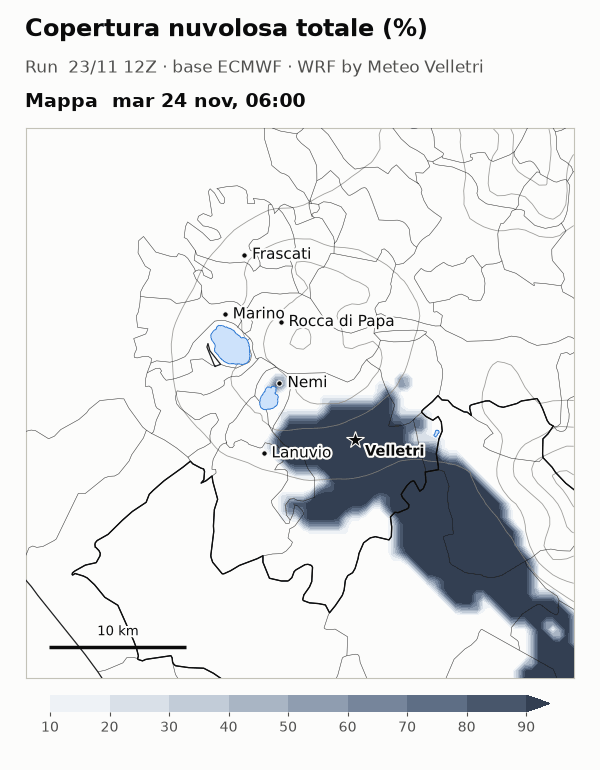 Copertura nuvolosa totale (%)
Run  23/11 12Z · base ECMWF · WRF by Meteo Velletri
Mappa  mar 24 nov, 06:00
Frascati
Marino
Rocca di Papa
Nemi
Lanuvio
Velletri
10 km
10 20 30 40 50 60 70 80 90